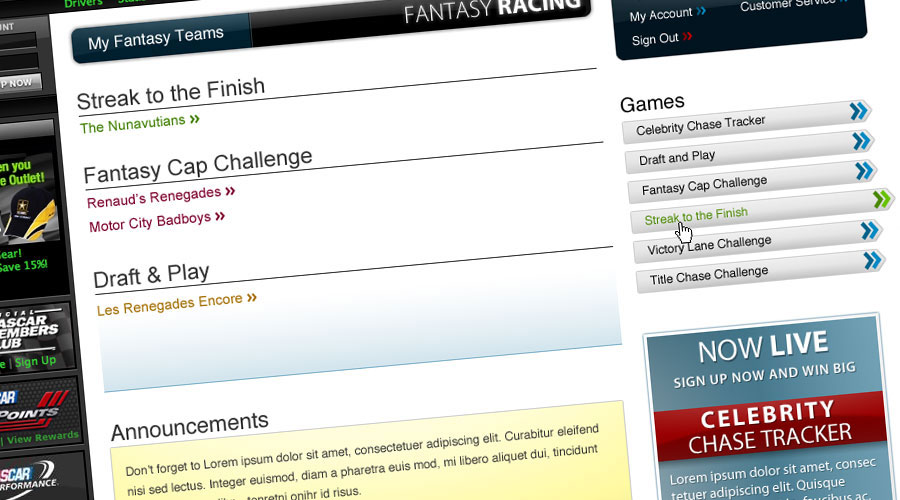 Drivers
FANTASY RACING
My Fantasy Teams
My Account »
Customer Service
Sign Out »
Streak to the Finish
The Nunavutians »
Fantasy Cap Challenge
Renaud's Renegades »
Motor City Badboys »
Draft & Play
Les Renegades Encore »
Announcements
Don't forget to Lorem ipsum dolor sit amet, consectetuer adipiscing elit. Curabitur eleifend
nisi sed lectus. Integer euismod, diam a pharetra euis mod, mi libero aliquet dui, tincidunt
onihr id risus.
Games
Celebrity Chase Tracker
Draft and Play
Fantasy Cap Challenge
Streak to the Finish
Victory Lane Challenge
Title Chase Challenge
NOW LIVE
SIGN UP NOW AND WIN BIG
CELEBRITY
CHASE TRACKER
Lorem ipsum dolor sit
amet, consec
tetuer adipiscing elit. Quisque
NOW
you
Outlet!
Save 15%!
CLUB
Sign Up
POINTS
| View Rewards
PERFORMANCE